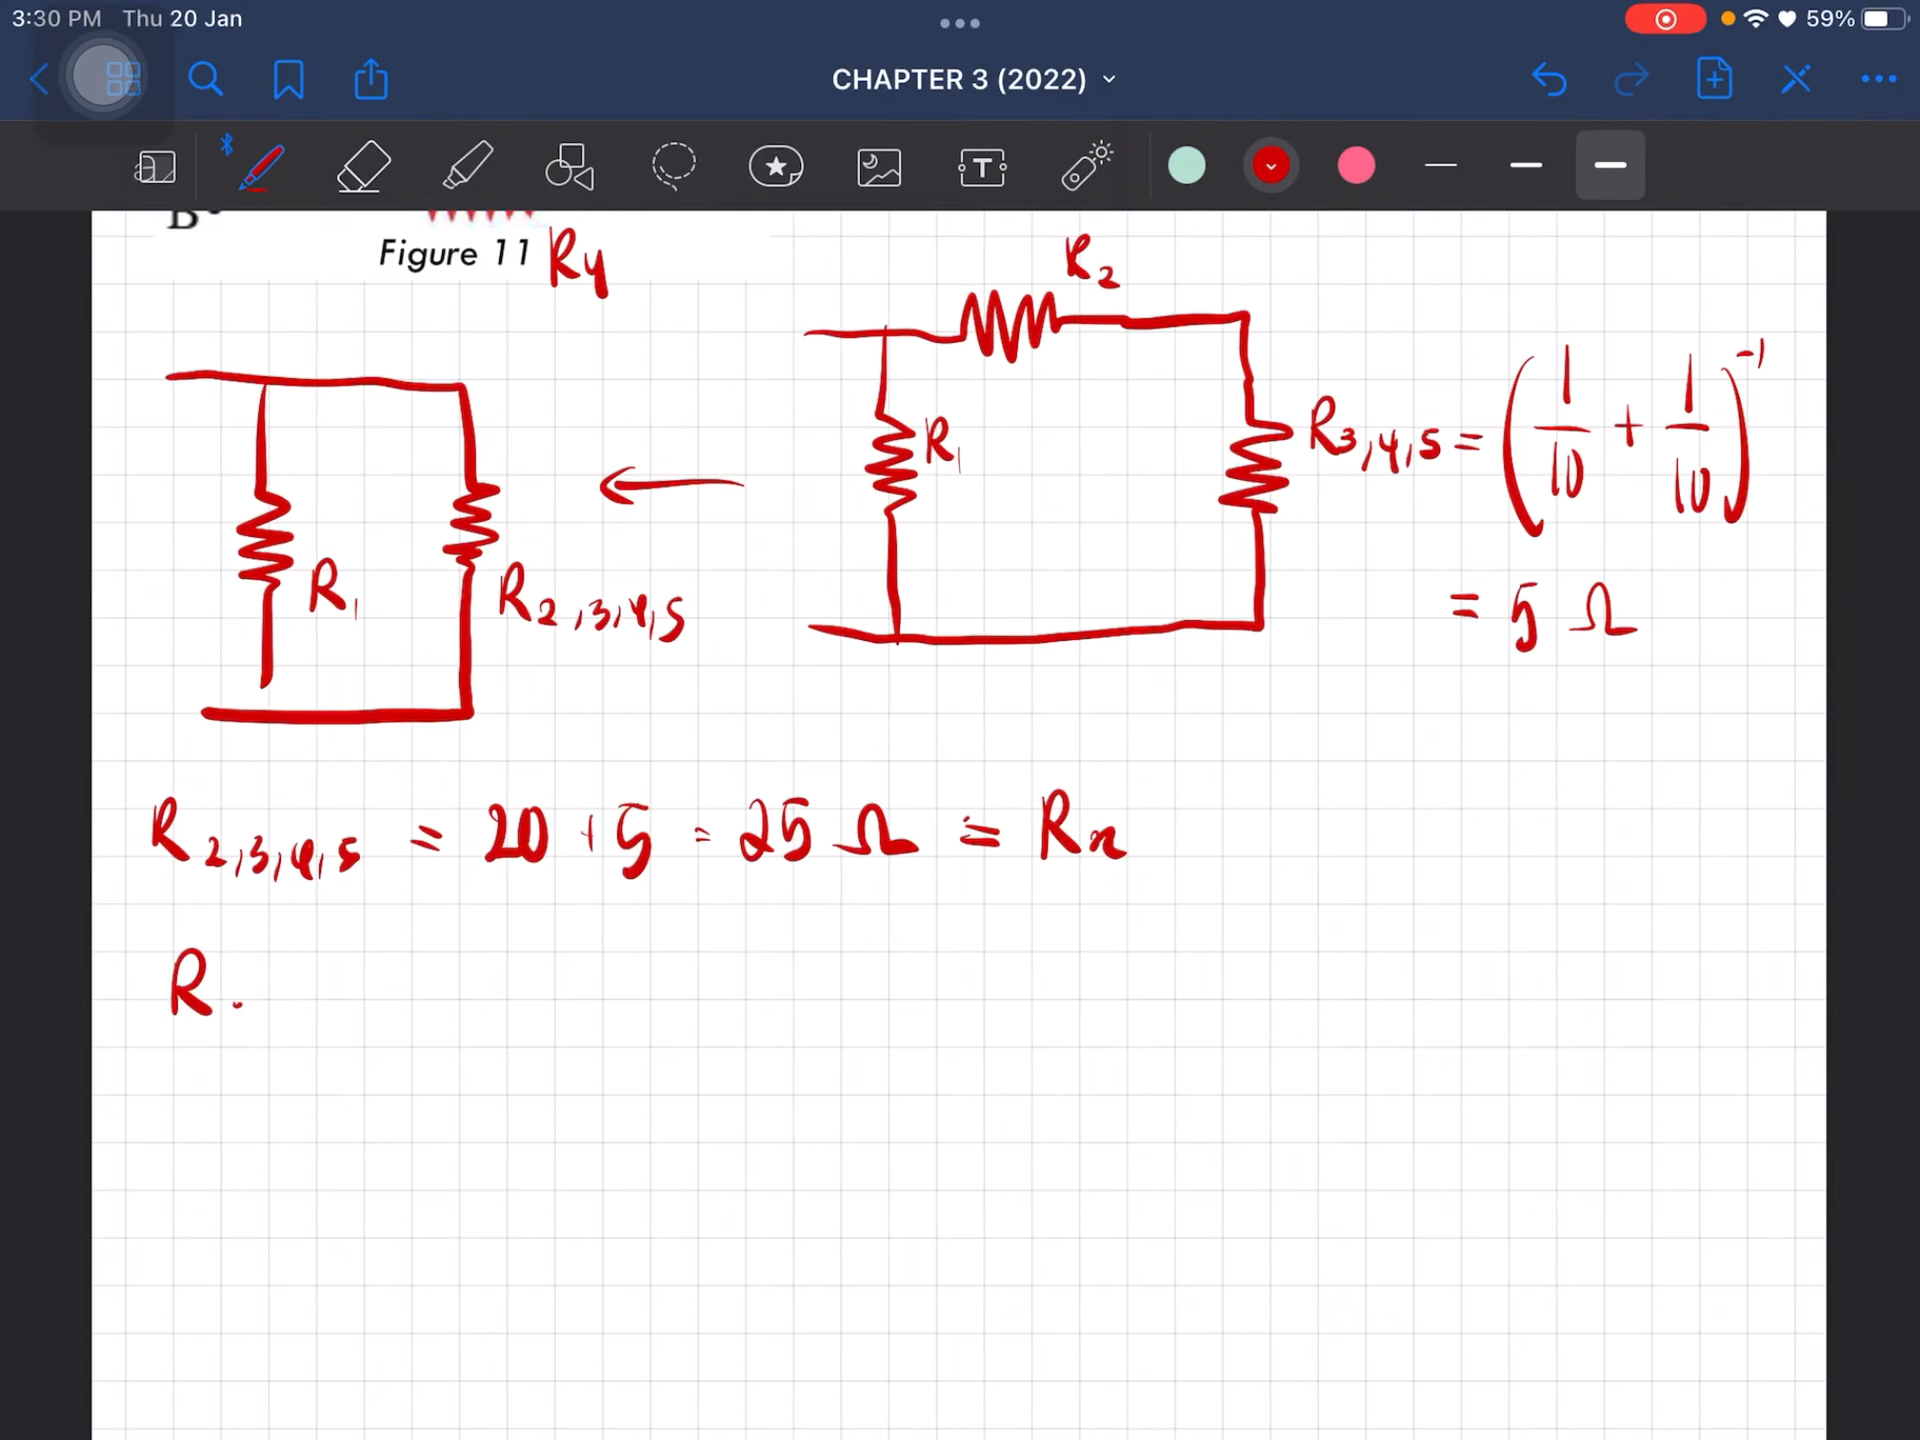 3:30 PM Thu 20 Jan
59%
CHAPTER 3 (2022)
T
B
Figure 11 R4
R2
R1
R3,4,5 = (1/10 + 1/10)^-1
= 5 Ω
R1
R2,3,4,5
R2,3,4,5 = 20 + 5 = 25 Ω = Rx
R.